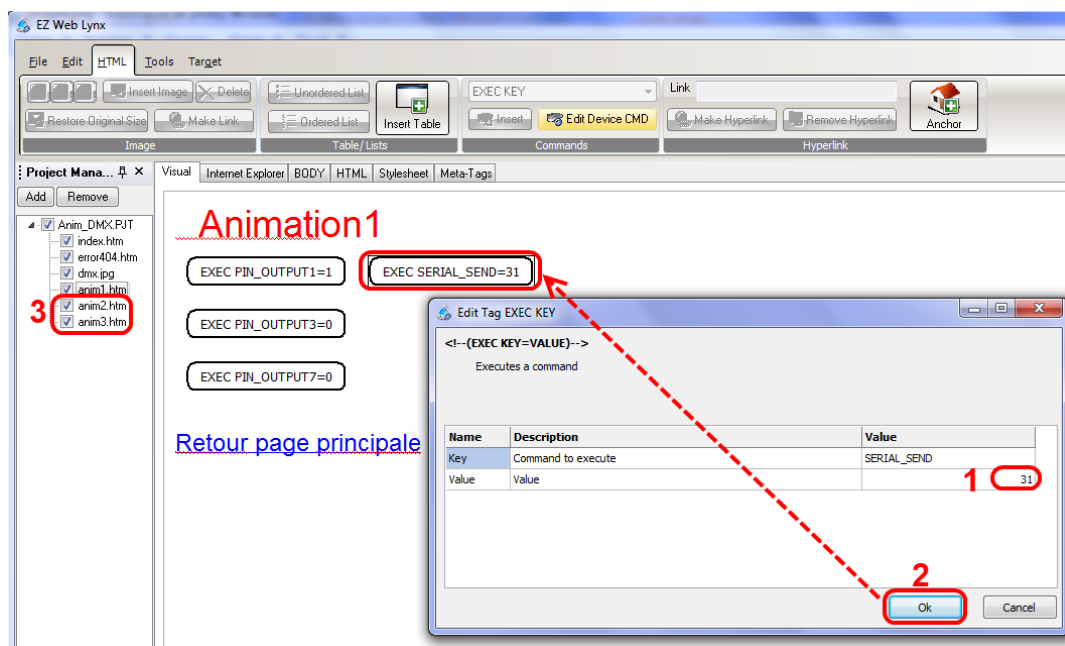 EZ Web Lynx
File Edit HTML Tools Target
Insert Image Delete Unordered List EXEC KEY Link
Restore Original Size Make Link Ordered List Insert Table Insert Edit Device CMD Make Hyperlink Remove Hyperlink Anchor
Image Table/Lists Commands Hyperlink
Project Mana... Visual Internet Explorer BODY HTML Stylesheet Meta-Tags
Add Remove
Anim_DMX.PJT
index.htm
error404.htm
dmx.jpg
anim1.htm
anim2.htm
anim3.htm
3
Animation1
EXEC PIN_OUTPUT1=1 EXEC SERIAL_SEND=31
EXEC PIN_OUTPUT3=0
EXEC PIN_OUTPUT7=0
Retour page principale
Edit Tag EXEC KEY
<!--(EXEC KEY=VALUE)-->
Executes a command
Name Description Value
Key Command to execute SERIAL_SEND
Value Value 1 31
2
Ok Cancel